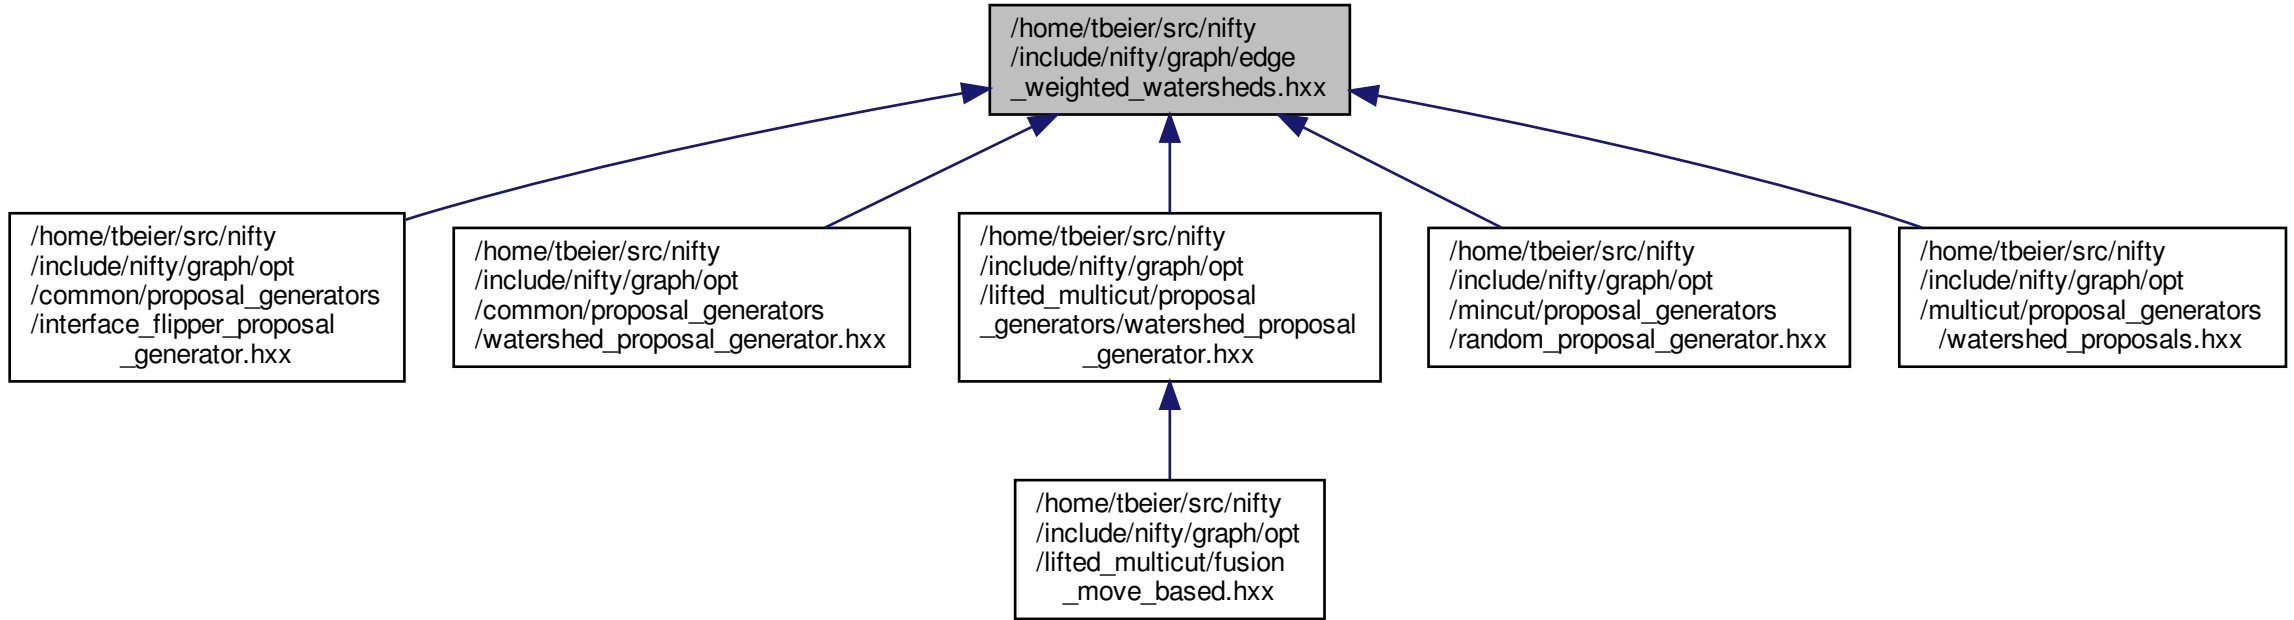 /home/tbeier/src/nifty
/include/nifty/graph/edge
_weighted_watersheds.hxx
/home/tbeier/src/nifty
/include/nifty/graph/opt
/common/proposal_generators
/interface_flipper_proposal
_generator.hxx
/home/tbeier/src/nifty
/include/nifty/graph/opt
/common/proposal_generators
/watershed_proposal_generator.hxx
/home/tbeier/src/nifty
/include/nifty/graph/opt
/lifted_multicut/proposal
_generators/watershed_proposal
_generator.hxx
/home/tbeier/src/nifty
/include/nifty/graph/opt
/mincut/proposal_generators
/random_proposal_generator.hxx
/home/tbeier/src/nifty
/include/nifty/graph/opt
/multicut/proposal_generators
/watershed_proposals.hxx
/home/tbeier/src/nifty
/include/nifty/graph/opt
/lifted_multicut/fusion
_move_based.hxx